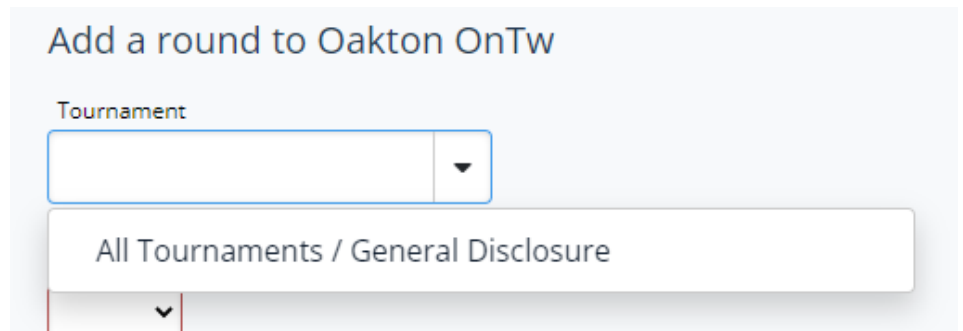 Add a round to Oakton OnTw
Tournament
All Tournaments / General Disclosure